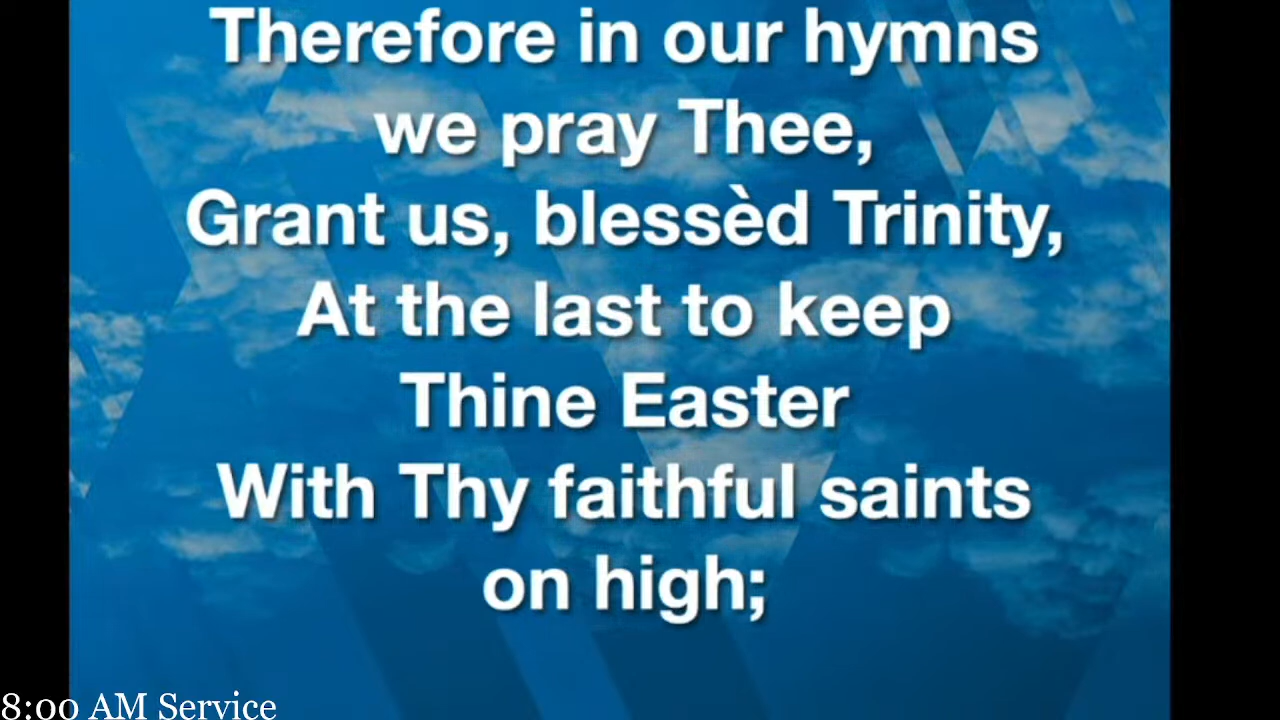 Therefore in our hymns
we pray Thee,
Grant us, blessèd Trinity,
At the last to keep
Thine Easter
With Thy faithful saints
on high;
8:00 AM Service